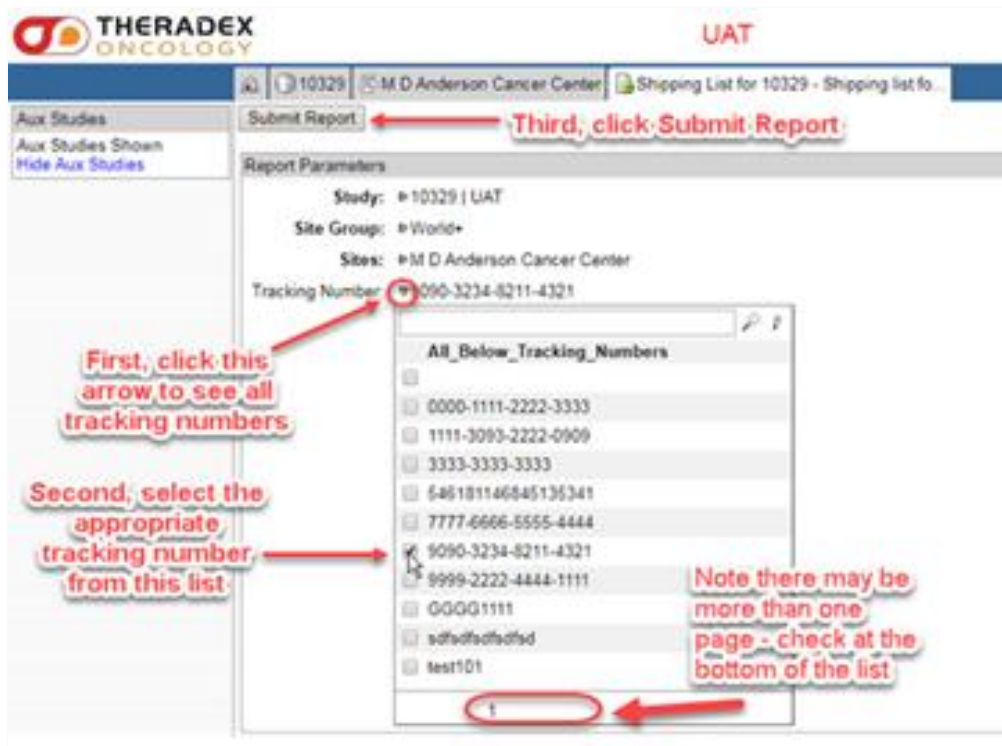 THERADEX
ONCOLOGY
UAT
10329 M D Anderson Cancer Center Shipping List for 10329 - Shipping list fo...
Aux Studies
Submit Report
Third, click Submit Report
Aux Studies Shown
Hide Aux Studies
Report Parameters
Study: 10329 | UAT
Site Group: World+
Sites: M D Anderson Cancer Center
Tracking Number: 9090-3234-8211-4321
First, click this
arrow to see all
tracking numbers
All_Below_Tracking_Numbers
0000-1111-2222-3333
1111-3093-2222-0909
3333-3333-3333
546181146845135341
7777-6666-5555-4444
9090-3234-8211-4321
9999-2222-4444-1111
GGGG1111
sdfsdfsdfsdfsd
test101
Second, select the
appropriate
tracking number
from this list
Note there may be
more than one
page - check at the
bottom of the list
1